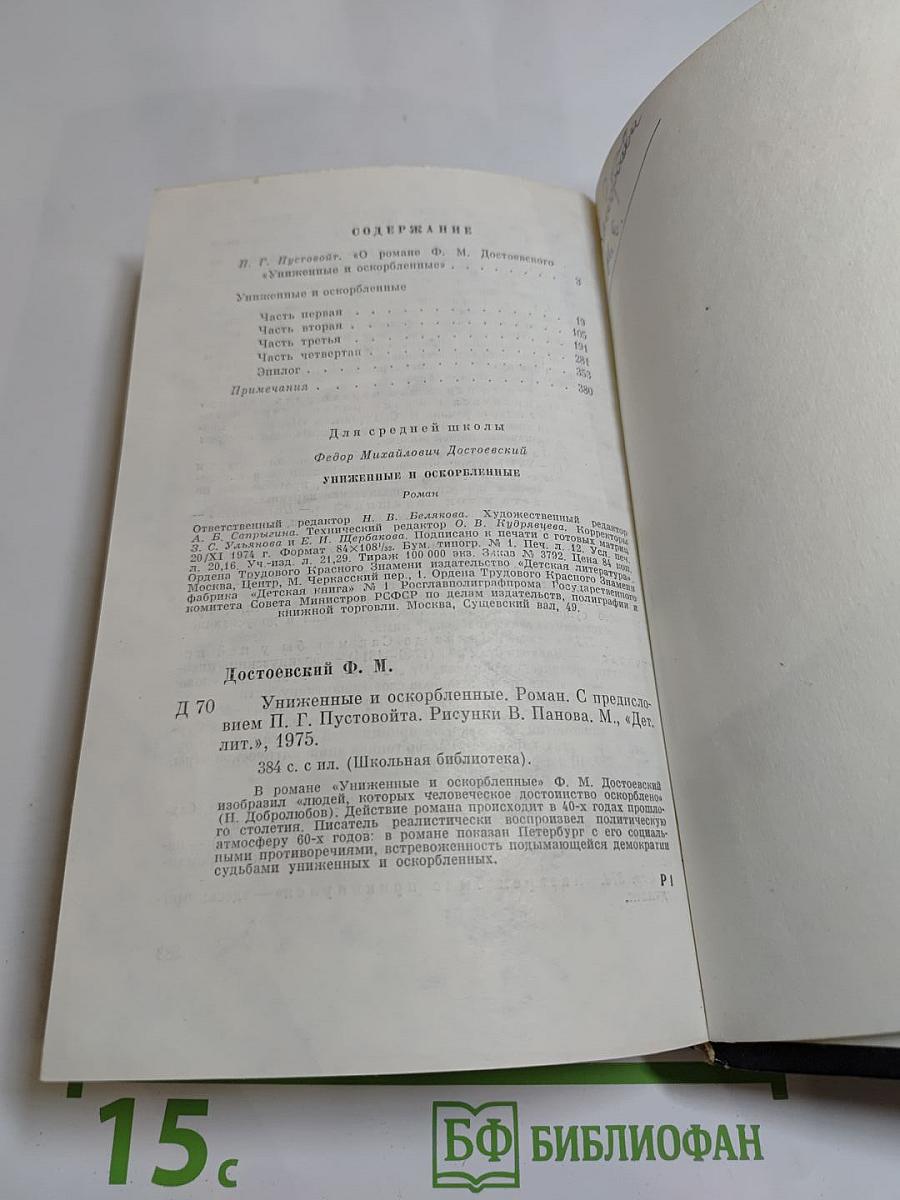 СОДЕРЖАНИЕ
П. Г. Пустовойт. «О романе Ф. М. Достоевского
«Униженные и оскорбленные» . . . . . . . . 3
Униженные и оскорбленные
Часть первая . . . . . . . . . . . . . 19
Часть вторая . . . . . . . . . . . . . 105
Часть третья . . . . . . . . . . . . . 191
Часть четвертая . . . . . . . . . . . . 281
Эпилог . . . . . . . . . . . . . . . 353
Примечания . . . . . . . . . . . . . . 380
Для средней школы
Федор Михайлович Достоевский
УНИЖЕННЫЕ И ОСКОРБЛЕННЫЕ
Роман
Ответственный редактор Н. В. Белякова. Художественный редактор
А. Б. Сапрыгина. Технический редактор О. В. Кудрявцева. Корректоры
З. С. Ульянова и Е. И. Щербакова. Подписано к печати с готовых матриц
20/XI 1974 г. Формат 84×108¹/₃₂. Бум. типогр. № 1. Печ. л. 12. Усл. печ.
л. 20,16. Уч.-изд. л. 21,29. Тираж 100 000 экз. Заказ № 3792. Цена 84 коп.
Ордена Трудового Красного Знамени издательство «Детская литература».
Москва, Центр, М. Черкасский пер., 1. Ордена Трудового Красного Знамени
фабрика «Детская книга» № 1 Росглавполиграфпрома Государственного
комитета Совета Министров РСФСР по делам издательств, полиграфии и
книжной торговли. Москва, Сущевский вал, 49.
Достоевский Ф. М.
Д 70 Униженные и оскорбленные. Роман. С предисло-
вием П. Г. Пустовойта. Рисунки В. Панова. М., «Дет.
лит.», 1975.
384 с. с ил. (Школьная библиотека).
В романе «Униженные и оскорбленные» Ф. М. Достоевский
изобразил «людей, которых человеческое достоинство оскорблено»
(Н. Добролюбов). Действие романа происходит в 40-х годах прошло-
го столетия. Писатель реалистически воспроизвел политическую
атмосферу 60-х годов: в романе показан Петербург с его социаль-
ными противоречиями, встревоженность подымающейся демократии
судьбами униженных и оскорбленных.
Р1
15 с
БФ БИБЛИОФАН